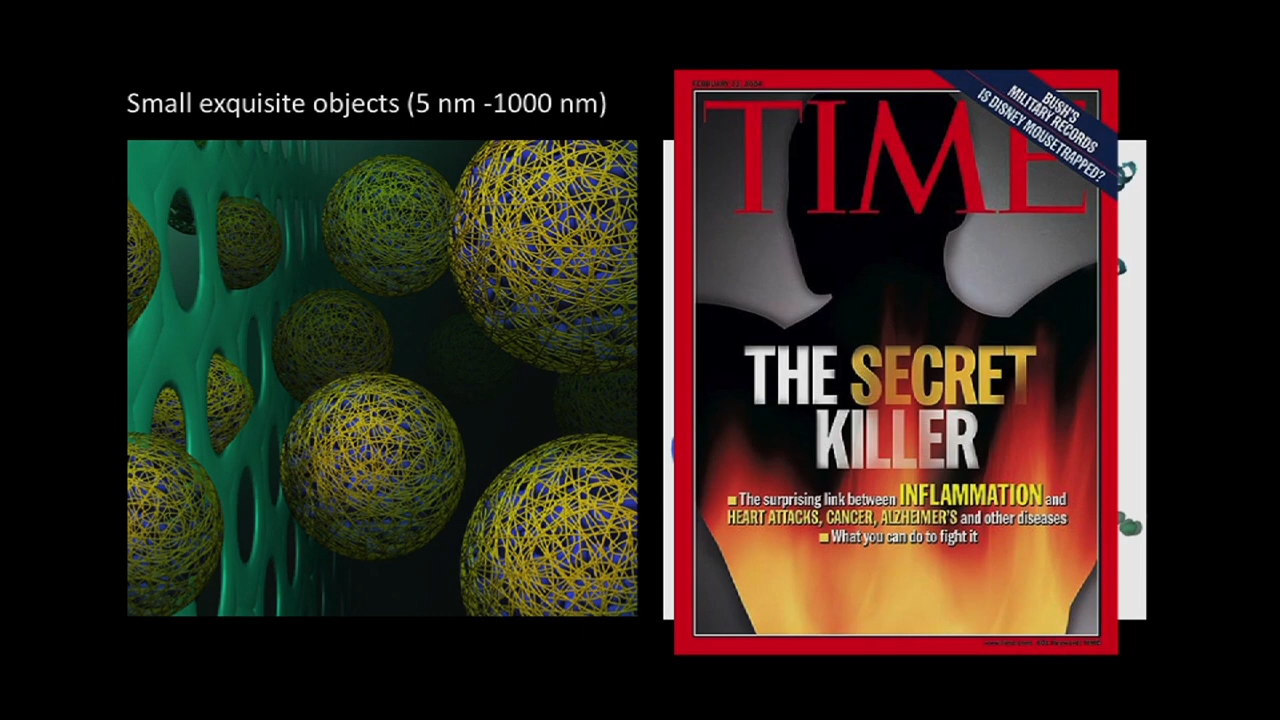 Small exquisite objects (5 nm -1000 nm)
BUSH'S
MILITARY RECORDS
IS DISNEY MOUSETRAPPED?
TIME
THE SECRET
KILLER
The surprising link between INFLAMMATION and
HEART ATTACKS, CANCER, ALZHEIMER'S and other diseases
What you can do to fight it